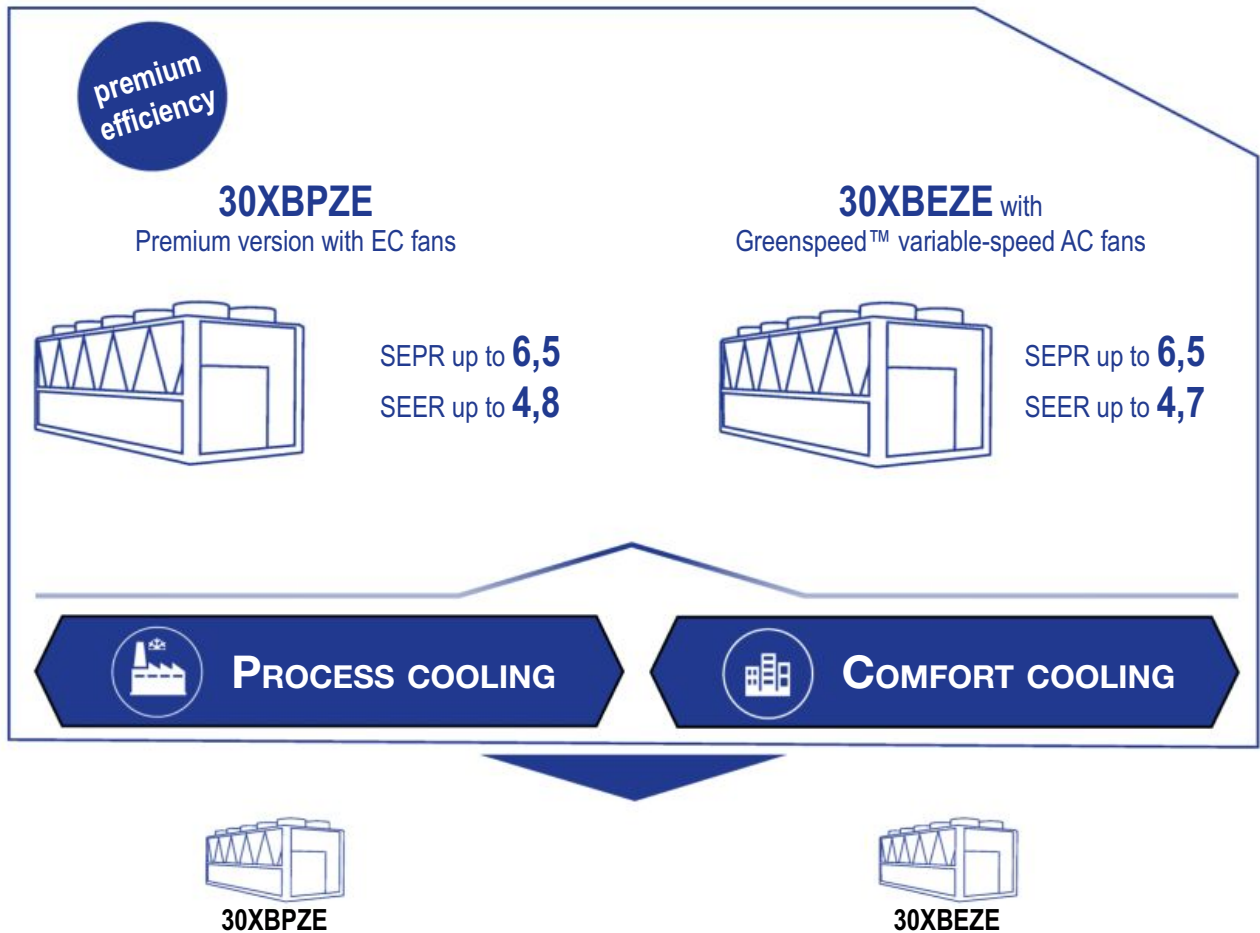 premium
efficiency
30XBPZE
Premium version with EC fans
SEPR up to 6,5
SEER up to 4,8
30XBEZE with
Greenspeed™ variable-speed AC fans
SEPR up to 6,5
SEER up to 4,7
PROCESS COOLING
COMFORT COOLING
30XBPZE
30XBEZE